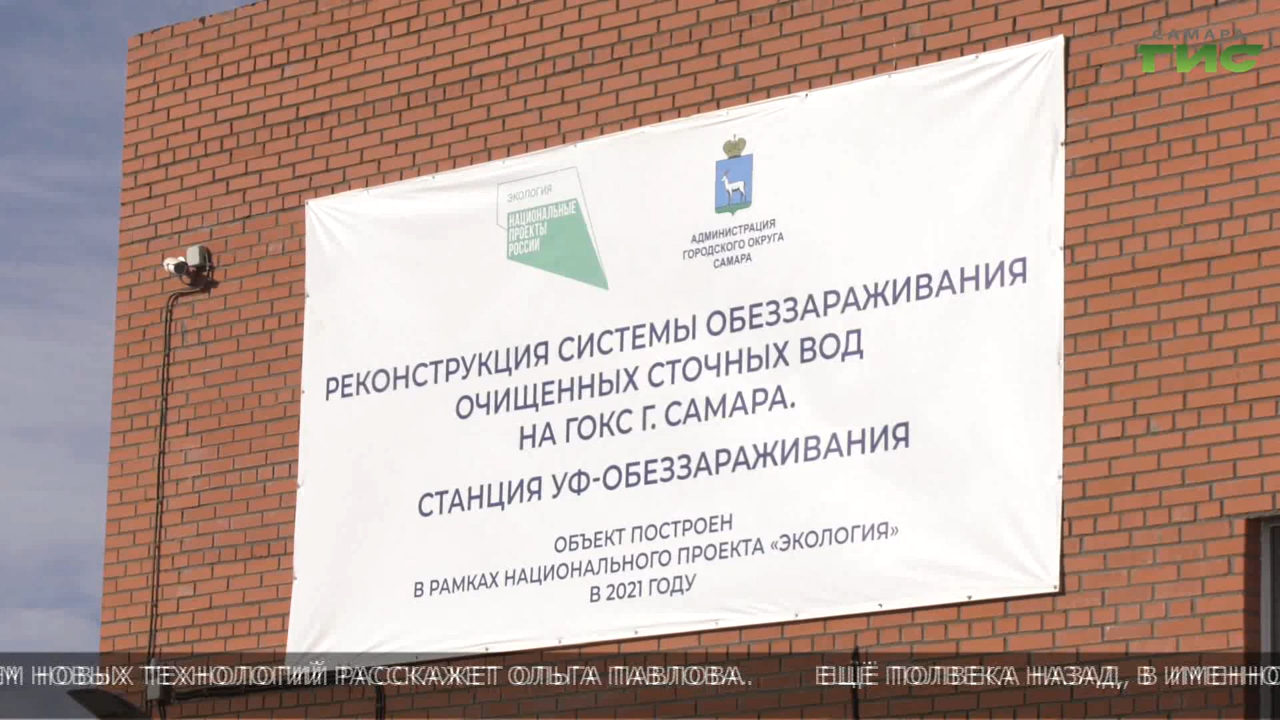 САМАРА
ГИС
ЭКОЛОГИЯ
НАЦИОНАЛЬНЫЕ
ПРОЕКТЫ
РОССИИ
АДМИНИСТРАЦИЯ
ГОРОДСКОГО ОКРУГА
САМАРА
РЕКОНСТРУКЦИЯ СИСТЕМЫ ОБЕЗЗАРАЖИВАНИЯ
ОЧИЩЕННЫХ СТОЧНЫХ ВОД
НА ГОКС Г. САМАРА.
СТАНЦИЯ УФ-ОБЕЗЗАРАЖИВАНИЯ
ОБЪЕКТ ПОСТРОЕН
В РАМКАХ НАЦИОНАЛЬНОГО ПРОЕКТА «ЭКОЛОГИЯ»
В 2021 ГОДУ
НОВЫХ ТЕХНОЛОГИЙ РАССКАЖЕТ ОЛЬГА ПАВЛОВА. ЕЩЁ ПОЛВЕКА НАЗАД, В ИМЕННО